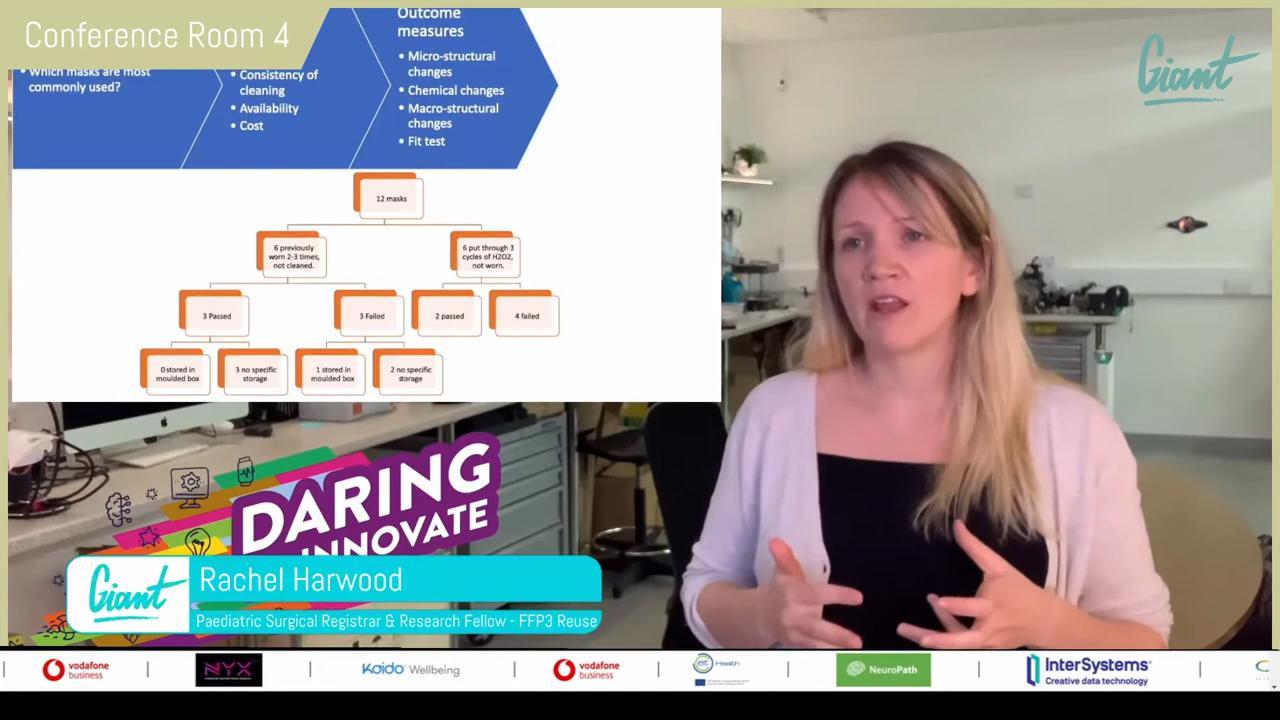 Conference Room 4
Giant
Which masks are most
commonly used?
Consistency of
cleaning
Availability
Cost
Outcome
measures
Micro-structural
changes
Chemical changes
Macro-structural
changes
Fit test
12 masks
6 previously
worn 2-3 times,
not cleaned.
6 put through 3
cycles of H2O2,
not worn.
3 Passed
3 Failed
2 passed
4 failed
0 stored in
moulded box
3 no specific
storage
1 stored in
moulded box
2 no specific
storage
DARING
INNOVATE
Giant
Rachel Harwood
Paediatric Surgical Registrar & Research Fellow - FFP3 Reuse
vodafone
business
NYX
Kaido Wellbeing
vodafone
business
eit Health
NeuroPath
InterSystems
Creative data technology